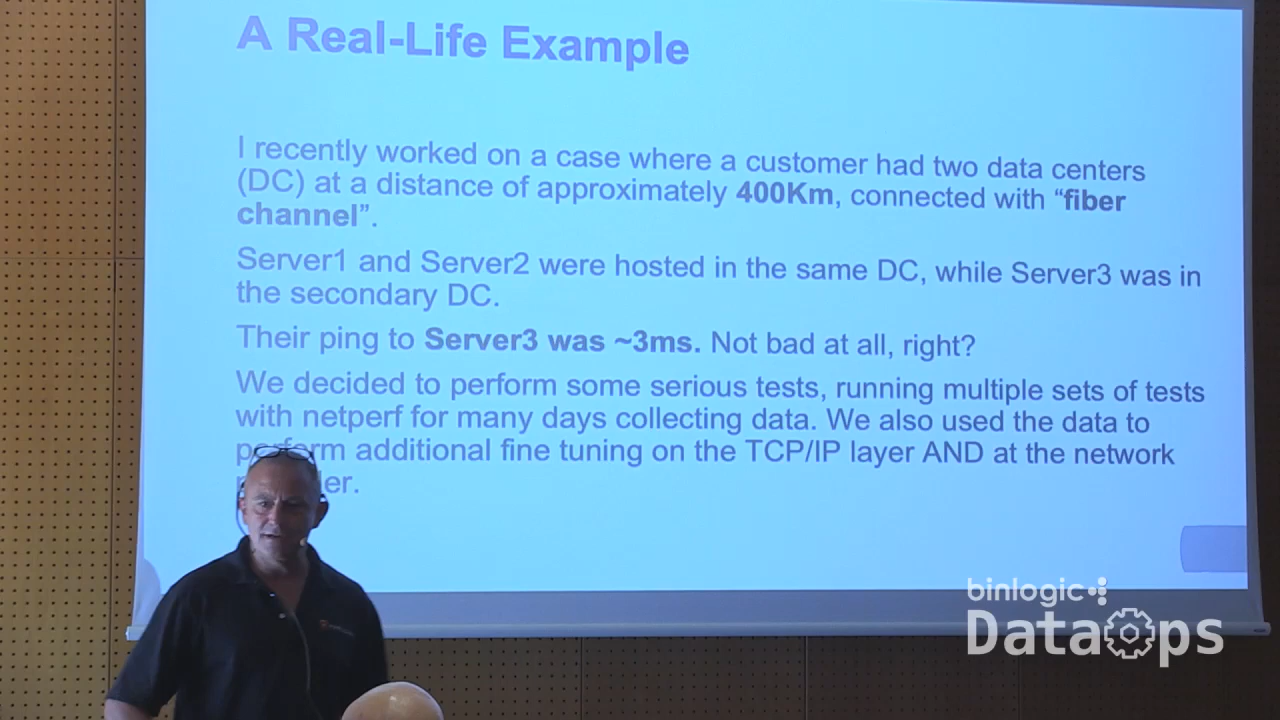 A Real-Life Example
I recently worked on a case where a customer had two data centers
(DC) at a distance of approximately 400Km, connected with “fiber
channel”.
Server1 and Server2 were hosted in the same DC, while Server3 was in
the secondary DC.
Their ping to Server3 was ~3ms. Not bad at all, right?
We decided to perform some serious tests, running multiple sets of tests
with netperf for many days collecting data. We also used the data to
perform additional fine tuning on the TCP/IP layer AND at the network
binlogic
DataOps